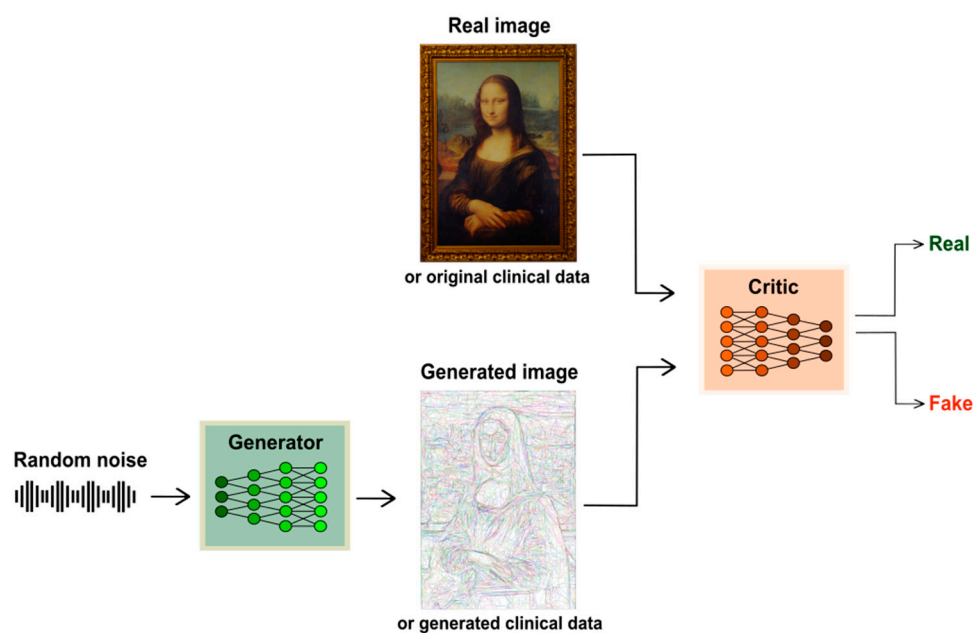 Real image
or original clinical data
Critic
Real
Fake
Generated image
Generator
Random noise
or generated clinical data